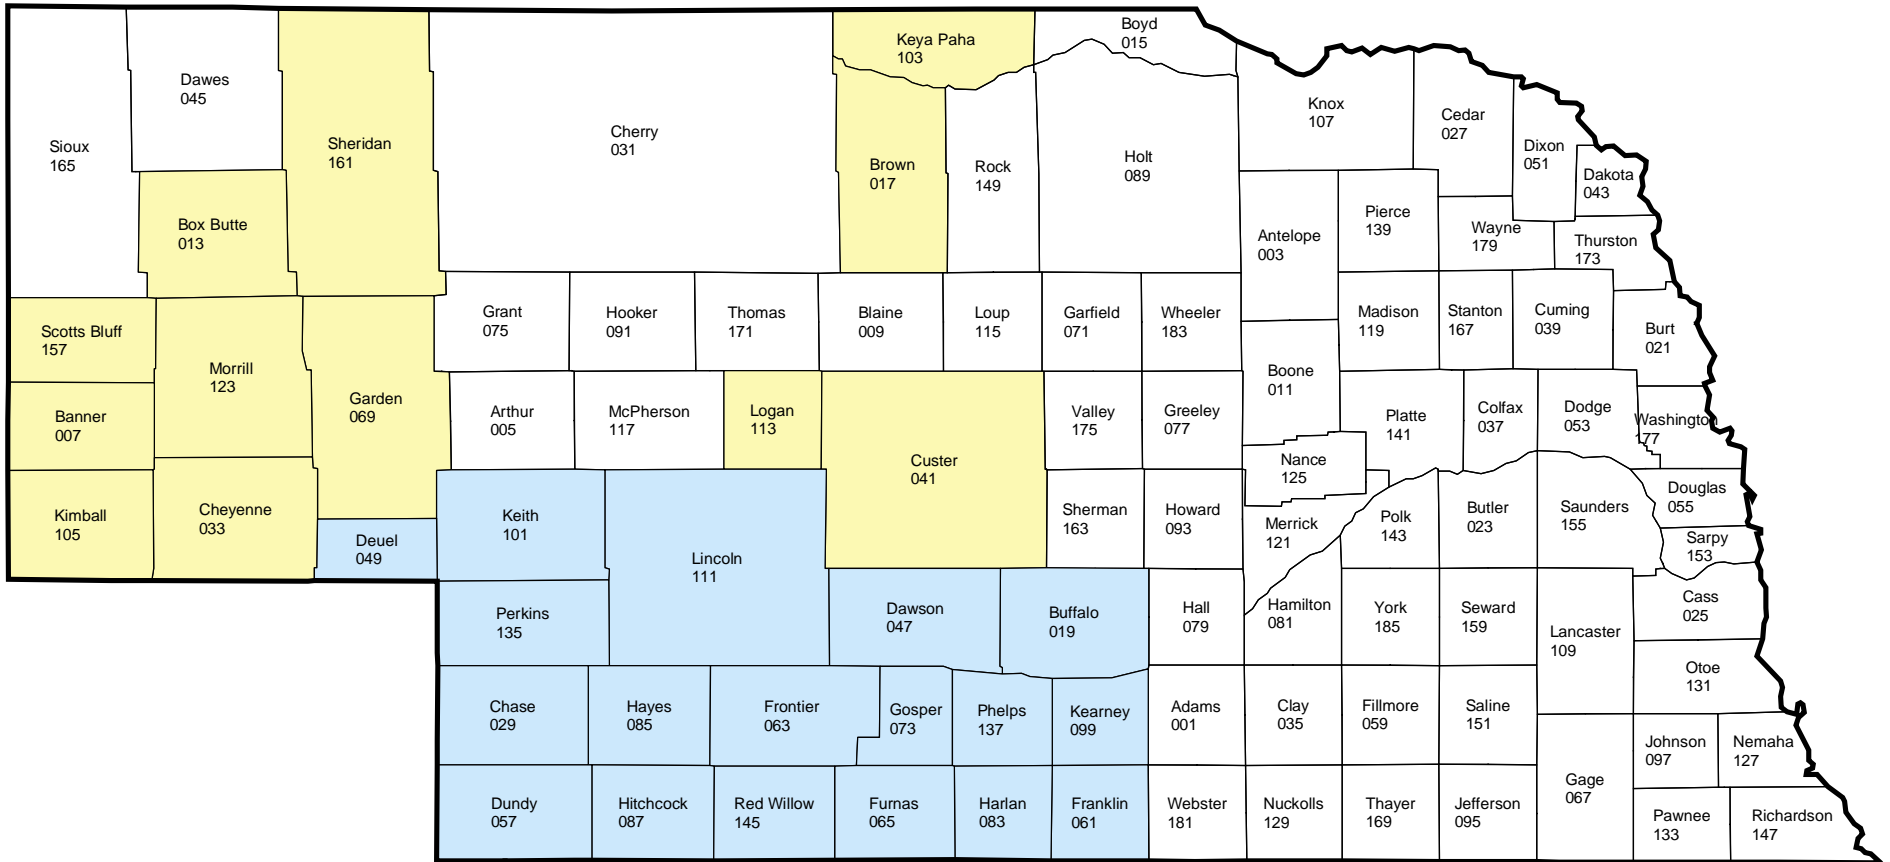 Boyd
015
Keya Paha
103
Dawes
045
Sheridan
161
Cherry
031
Sioux
165
Brown
017
Rock
149
Holt
089
Knox
107
Cedar
027
Dixon
051
Dakota
043
Box Butte
013
Antelope
003
Pierce
139
Wayne
179
Thurston
173
Scotts Bluff
157
Morrill
123
Grant
075
Hooker
091
Thomas
171
Blaine
009
Loup
115
Garfield
071
Wheeler
183
Madison
119
Stanton
167
Cuming
039
Burt
021
Banner
007
Garden
069
Arthur
005
McPherson
117
Logan
113
Custer
041
Valley
175
Greeley
077
Boone
011
Platte
141
Colfax
037
Dodge
053
Washington
177
Nance
125
Kimball
105
Cheyenne
033
Deuel
049
Keith
101
Lincoln
111
Sherman
163
Howard
093
Merrick
121
Polk
143
Butler
023
Saunders
155
Douglas
055
Sarpy
153
Perkins
135
Dawson
047
Buffalo
019
Hall
079
Hamilton
081
York
185
Seward
159
Lancaster
109
Cass
025
Otoe
131
Chase
029
Hayes
085
Frontier
063
Gosper
073
Phelps
137
Kearney
099
Adams
001
Clay
035
Fillmore
059
Saline
151
Johnson
097
Nemaha
127
Gage
067
Dundy
057
Hitchcock
087
Red Willow
145
Furnas
065
Harlan
083
Franklin
061
Webster
181
Nuckolls
129
Thayer
169
Jefferson
095
Pawnee
133
Richardson
147